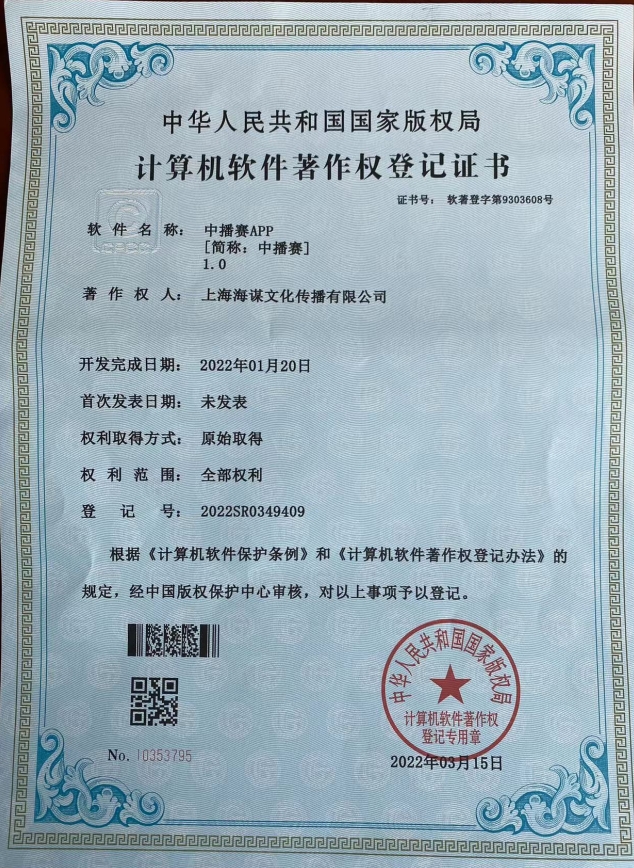 中华人民共和国国家版权局
计算机软件著作权登记证书
证书号： 软著登字第9303608号
软件名称： 中播赛APP
[简称：中播赛]
1.0
著作权人： 上海海谋文化传播有限公司
开发完成日期： 2022年01月20日
首次发表日期： 未发表
权利取得方式： 原始取得
权利范围： 全部权利
登记号： 2022SR0349409
根据《计算机软件保护条例》和《计算机软件著作权登记办法》的
规定，经中国版权保护中心审核，对以上事项予以登记。
中华人民共和国国家版权局
计算机软件著作权
登记专用章
No. 10353795
2022年03月15日